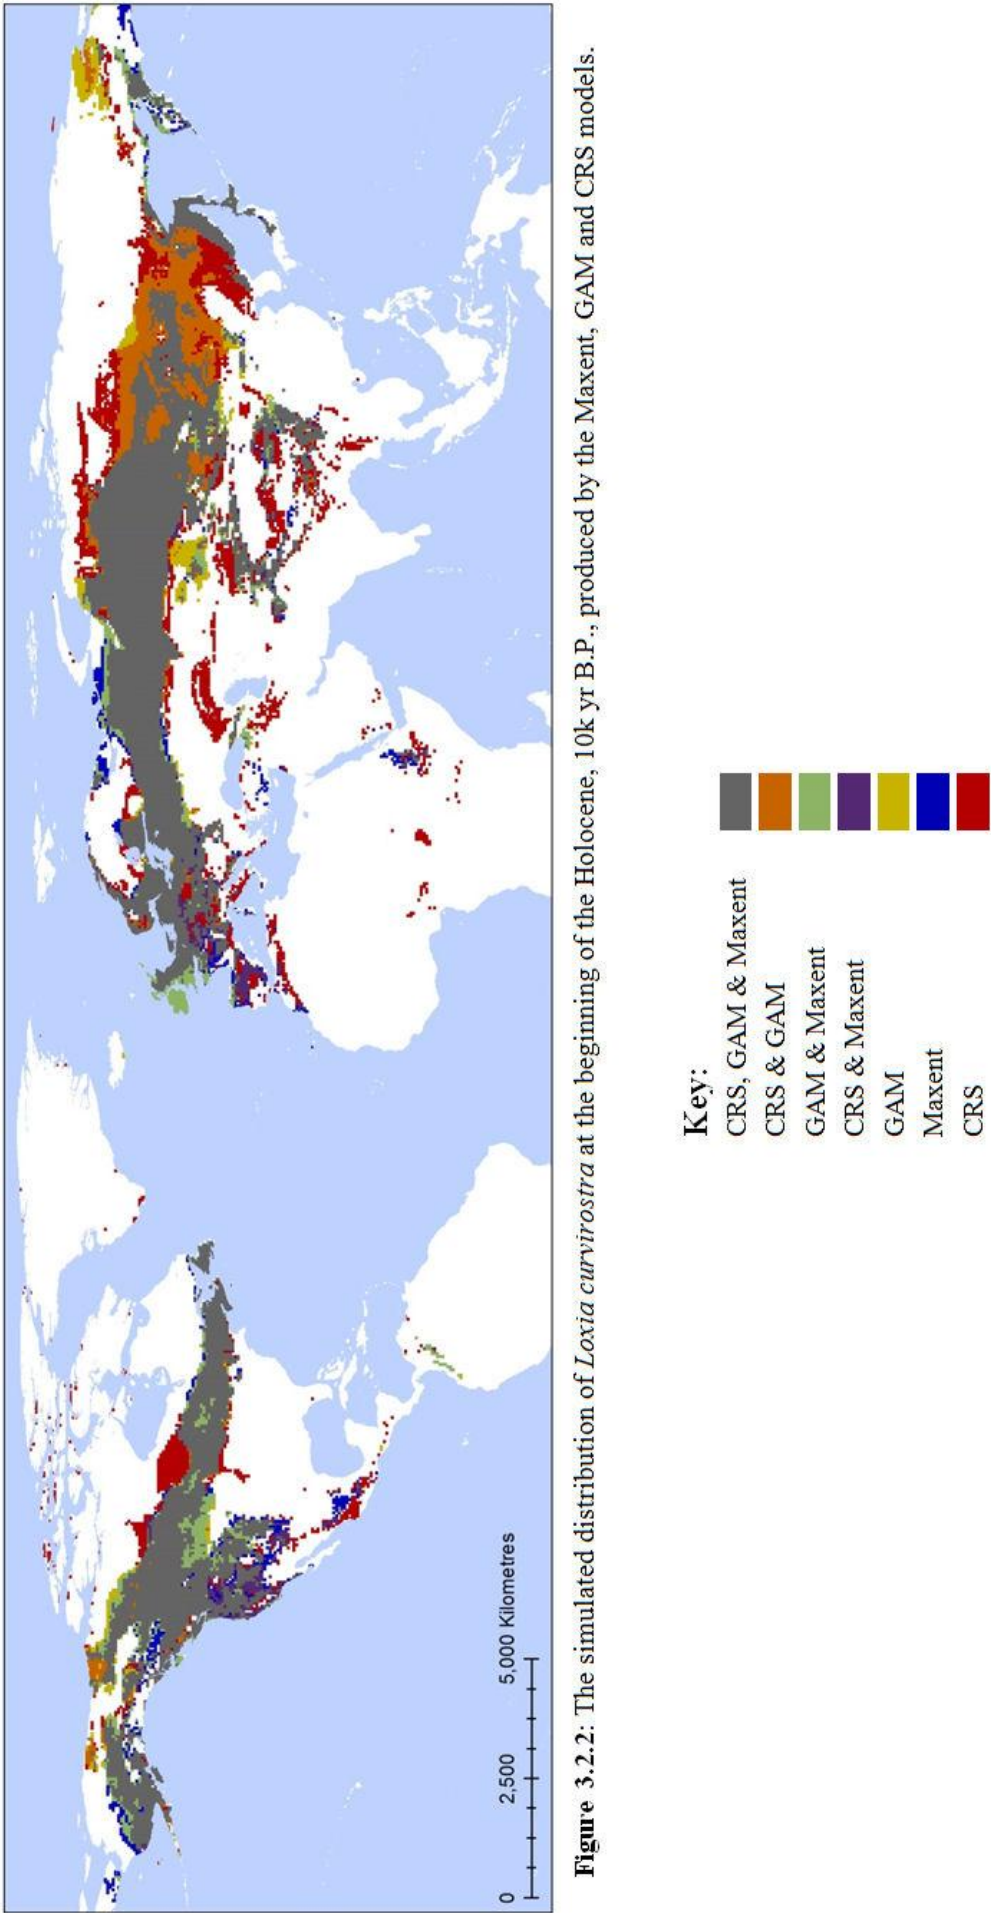 0 2,500 5,000 Kilometres
Figure 3.2.2: The simulated distribution of Loxia curvirostra at the beginning of the Holocene, 10k yr B.P., produced by the Maxent, GAM and CRS models.
Key:
CRS, GAM & Maxent
CRS & GAM
GAM & Maxent
CRS & Maxent
GAM
Maxent
CRS